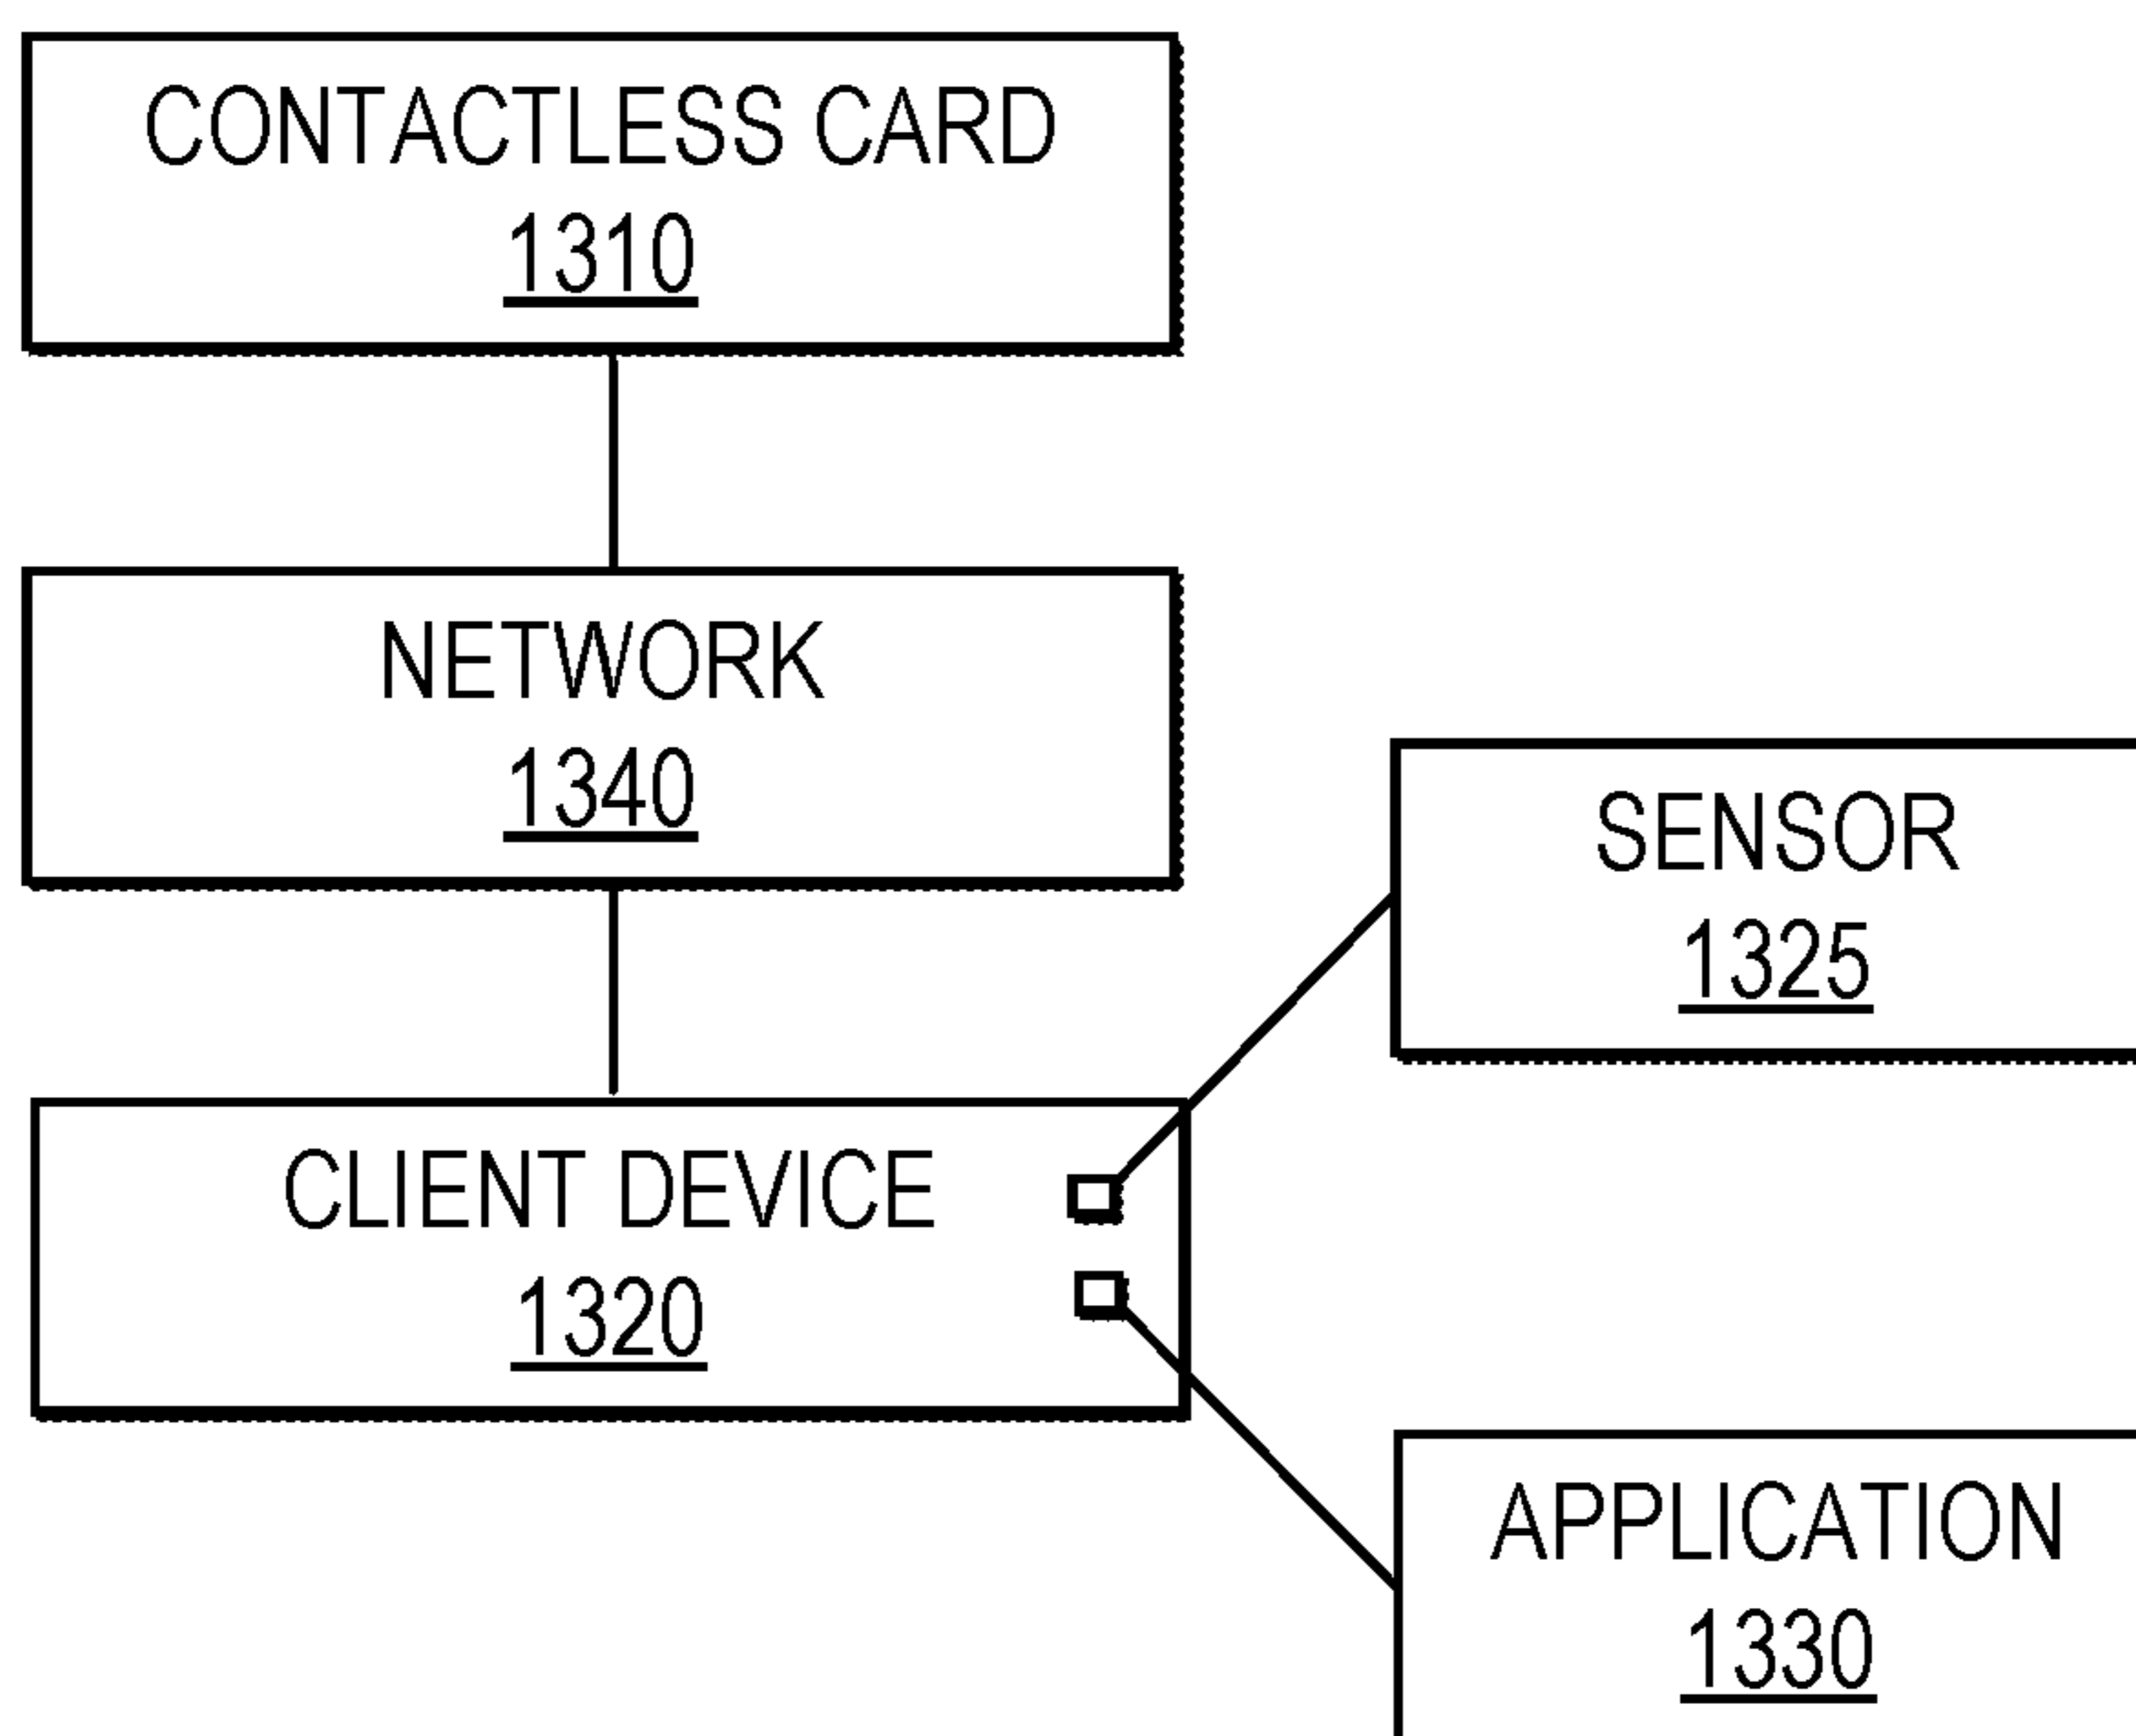 CONTACTLESS CARD
1310
NETWORK
1340
SENSOR
1325
CLIENT DEVICE
1320
APPLICATION
1330